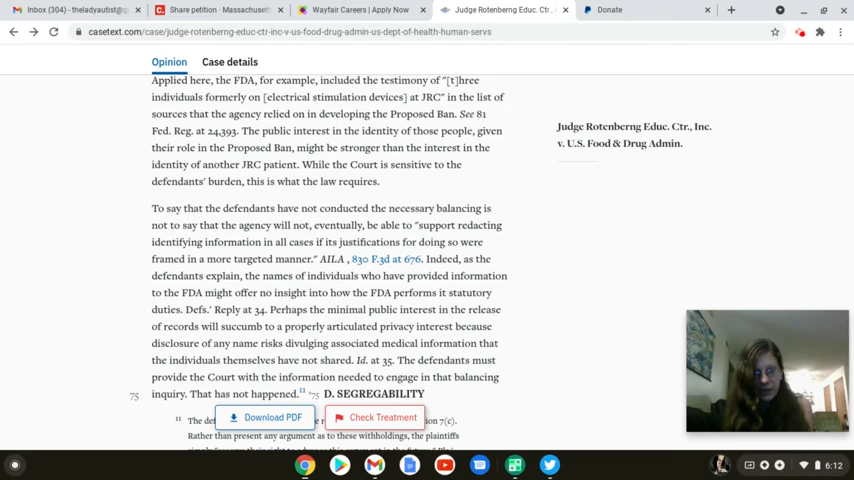 Inbox (304) - theladyautist@g
Share petition · Massachusett
Wayfair Careers | Apply Now
Judge Rotenberng Educ. Ctr., I
Donate
casetext.com/case/judge-rotenberng-educ-ctr-inc-v-us-food-drug-admin-us-dept-of-health-human-servs
Opinion
Case details
Applied here, the FDA, for example, included the testimony of "[t]hree
individuals formerly on [electrical stimulation devices] at JRC" in the list of
sources that the agency relied on in developing the Proposed Ban. See 81
Fed. Reg. at 24,393. The public interest in the identity of those people, given
their role in the Proposed Ban, might be stronger than the interest in the
identity of another JRC patient. While the Court is sensitive to the
defendants' burden, this is what the law requires.
To say that the defendants have not conducted the necessary balancing is
not to say that the agency will not, eventually, be able to "support redacting
identifying information in all cases if its justifications for doing so were
framed in a more targeted manner." AILA , 830 F.3d at 676. Indeed, as the
defendants explain, the names of individuals who have provided information
to the FDA might offer no insight into how the FDA performs it statutory
duties. Defs.' Reply at 34. Perhaps the minimal public interest in the release
of records will succumb to a properly articulated privacy interest because
disclosure of any name risks divulging associated medical information that
the individuals themselves have not shared. Id. at 35. The defendants must
provide the Court with the information needed to engage in that balancing
75 inquiry. That has not happened.11 *75 D. SEGREGABILITY
11 The def
ion 7(c).
Download PDF
Check Treatment
Rather than present any argument as to these withholdings, the plaintiffs
Judge Rotenberng Educ. Ctr., Inc.
v. U.S. Food & Drug Admin.
6:12